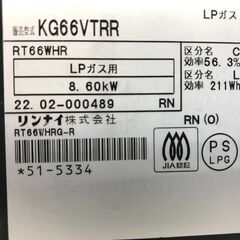 販売型式 KG66VTRR
LPガス
RT66WHR
区分名 C
LPガス用
効率56.3%
8.60kW
区分
効率 211Wh
22.02-000489 RN
リンナイ株式会社
RN (O)
RT66WHRG-R
*51-5334
JIA認証
PS
LPG